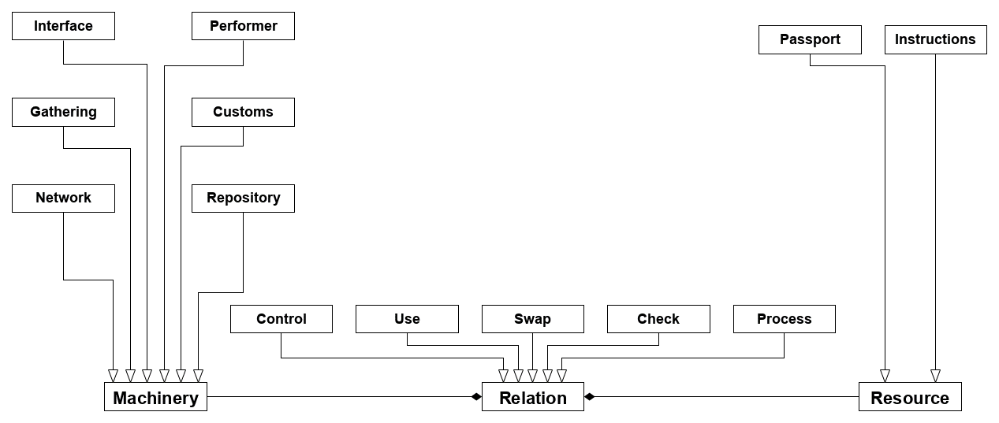 Interface
Performer
Passport
Instructions
Gathering
Customs
Network
Repository
Control
Use
Swap
Check
Process
Machinery
Relation
Resource